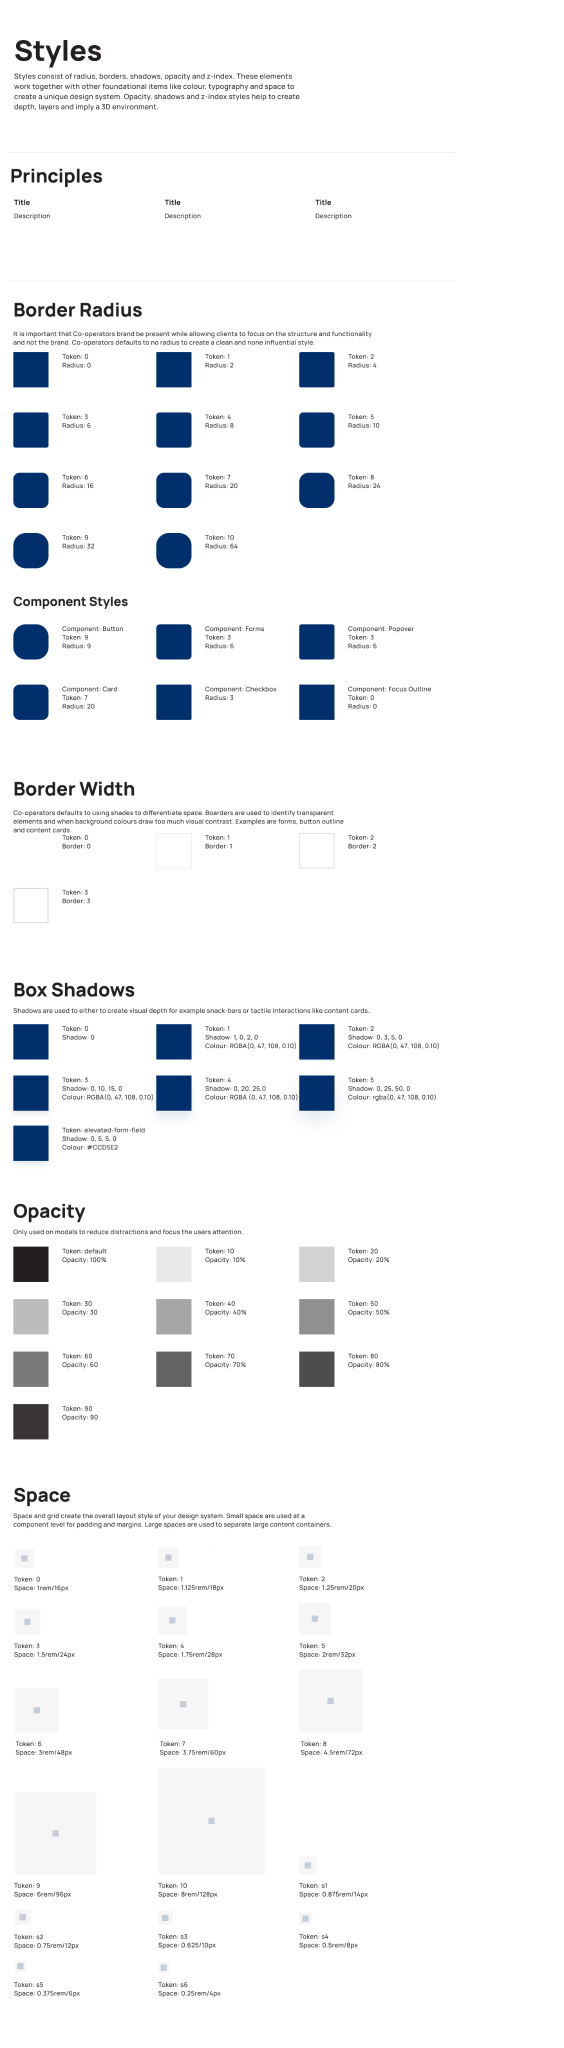 Styles
Styles consist of radius, borders, shadows, opacity and z-index. These elements
work together with other foundational items like colour, typography and space to
create a unique design system. Opacity, shadows and z-index styles help to create
depth, layers and imply a 3D environment.
Principles
Title
Description
Title
Description
Title
Description
Border Radius
It is important that Co-operators brand be present while allowing clients to focus on the structure and functionality
and not the brand. Co-operators defaults to no radius to create a clean and none influential style.
Token: 0
Radius: 0
Token: 1
Radius: 2
Token: 2
Radius: 4
Token: 3
Radius: 6
Token: 4
Radius: 8
Token: 5
Radius: 10
Token: 6
Radius: 16
Token: 7
Radius: 20
Token: 8
Radius: 24
Token: 9
Radius: 32
Token: 10
Radius: 64
Component Styles
Component: Button
Token: 9
Radius: 9
Component: Forms
Token: 3
Radius: 6
Component: Popover
Token: 3
Radius: 6
Component: Card
Token: 7
Radius: 20
Component: Checkbox
Radius: 3
Component: Focus Outline
Token: 0
Radius: 0
Border Width
Co-operators defaults to using shades to differentiate space. Boarders are used to identify transparent
elements and when background colours draw too much visual contrast. Examples are forms, button outline
and content cards.
Token: 0
Border: 0
Token: 1
Border: 1
Token: 2
Border: 2
Token: 3
Border: 3
Box Shadows
Shadows are used to either to create visual depth for example snack-bars or tactile interactions like content cards.
Token: 0
Shadow: 0
Token: 1
Shadow: 1, 0, 2, 0
Colour: RGBA(0, 47, 108, 0.10)
Token: 2
Shadow: 0, 3, 5, 0
Colour: RGBA(0, 47, 108, 0.10)
Token: 3
Shadow: 0, 10, 15, 0
Colour: RGBA(0, 47, 108, 0.10)
Token: 4
Shadow: 0, 20, 25,0
Colour: RGBA (0, 47, 108, 0.10)
Token: 5
Shadow: 0, 25, 50, 0
Colour: rgba(0, 47, 108, 0.10)
Token: elevated-form-field
Shadow: 0, 5, 5, 0
Colour: #CCD5E2
Opacity
Only used on modals to reduce distractions and focus the users attention.
Token: default
Opacity: 100%
Token: 10
Opacity: 10%
Token: 20
Opacity: 20%
Token: 30
Opacity: 30
Token: 40
Opacity: 40%
Token: 50
Opacity: 50%
Token: 60
Opacity: 60
Token: 70
Opacity: 70%
Token: 80
Opacity: 80%
Token: 90
Opacity: 90
Space
Space and grid create the overall layout style of your design system. Small space are used at a
component level for padding and margins. Large spaces are used to separate large content containers.
Token: 0
Space: 1rem/16px
Token: 1
Space: 1.125rem/18px
Token: 2
Space: 1.25rem/20px
Token: 3
Space: 1.5rem/24px
Token: 4
Space: 1.75rem/28px
Token: 5
Space: 2rem/32px
Token: 6
Space: 3rem/48px
Token: 7
Space: 3.75rem/60px
Token: 8
Space: 4.5rem/72px
Token: 9
Space: 6rem/96px
Token: 10
Space: 8rem/128px
Token: s1
Space: 0.875rem/14px
Token: s2
Space: 0.75rem/12px
Token: s3
Space: 0.625/10px
Token: s4
Space: 0.5rem/8px
Token: s5
Space: 0.375rem/6px
Token: s6
Space: 0.25rem/4px